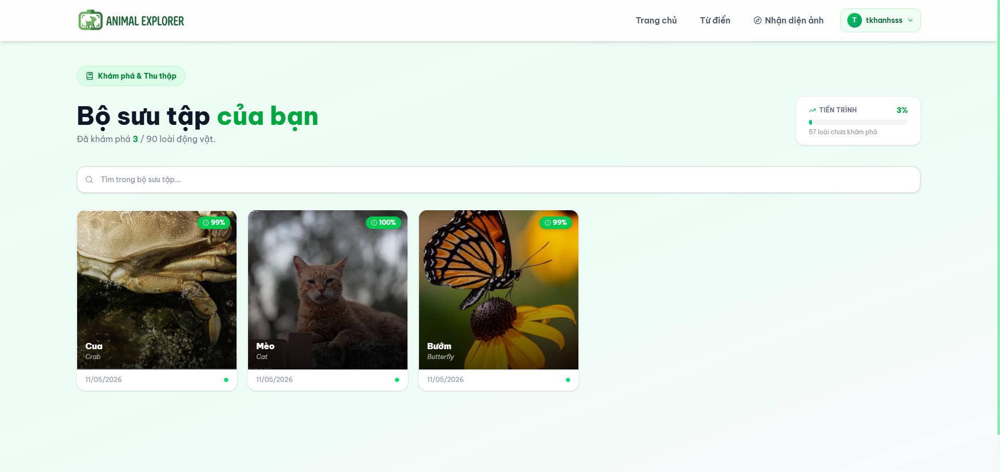 ANIMAL EXPLORER
Trang chủ
Từ điển
Nhận diện ảnh
T
tkhanhsss
Khám phá & Thu thập
Bộ sưu tập của bạn
Đã khám phá 3 / 90 loài động vật.
TIẾN TRÌNH
3%
87 loài chưa khám phá
Tìm trong bộ sưu tập...
99%
Cua
Crab
11/05/2026
100%
Mèo
Cat
11/05/2026
99%
Bướm
Butterfly
11/05/2026